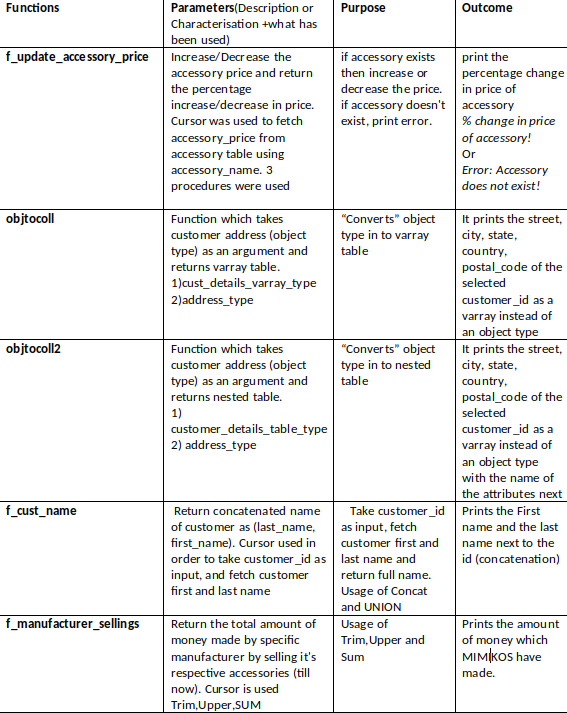 Functions
Parameters(Description or
Characterisation +what has
been used)
Purpose
Outcome
f_update_accessory_price
Increase/Decrease the
accessory price and return
the percentage
increase/decrease in price.
Cursor was used to fetch
accessory_price from
accessory table using
accessory_name. 3
procedures were used
if accessory exists
then increase or
decrease the price.
if accessory doesn't
exist, print error.
print the
percentage change
in price of
accessory
% change in price
of accessory!
Or
Error: Accessory
does not exist!
objtocoll
Function which takes
customer address (object
type) as an argument and
returns varray table.
1)cust_details_varray_type
2)address_type
“Converts” object
type in to varray
table
It prints the street,
city, state,
country,
postal_code of the
selected
customer_id as a
varray instead of
an object type
objtocoll2
Function which takes
customer address (object
type) as an argument and
returns nested table.
1)
customer_details_table_type
2) address_type
“Converts” object
type in to nested
table
It prints the street,
city, state,
country,
postal_code of the
selected
customer_id as a
varray instead of
an object type
with the name of
the attributes next
f_cust_name
Return concatenated name
of customer as (last_name,
first_name). Cursor used in
order to take customer_id as
input, and fetch customer
first and last name
Take customer_id
as input, fetch
customer first and
last name and
return full name.
Usage of Concat
and UNION
Prints the First
name and the last
name next to the
id (concatenation)
f_manufacturer_sellings
Return the total amount of
money made by specific
manufacturer by selling it's
respective accessories (till
now). Cursor is used
Trim,Upper,SUM
Usage of
Trim,Upper and
Sum
Prints the amount
of money which
MIMIKOS have
made.